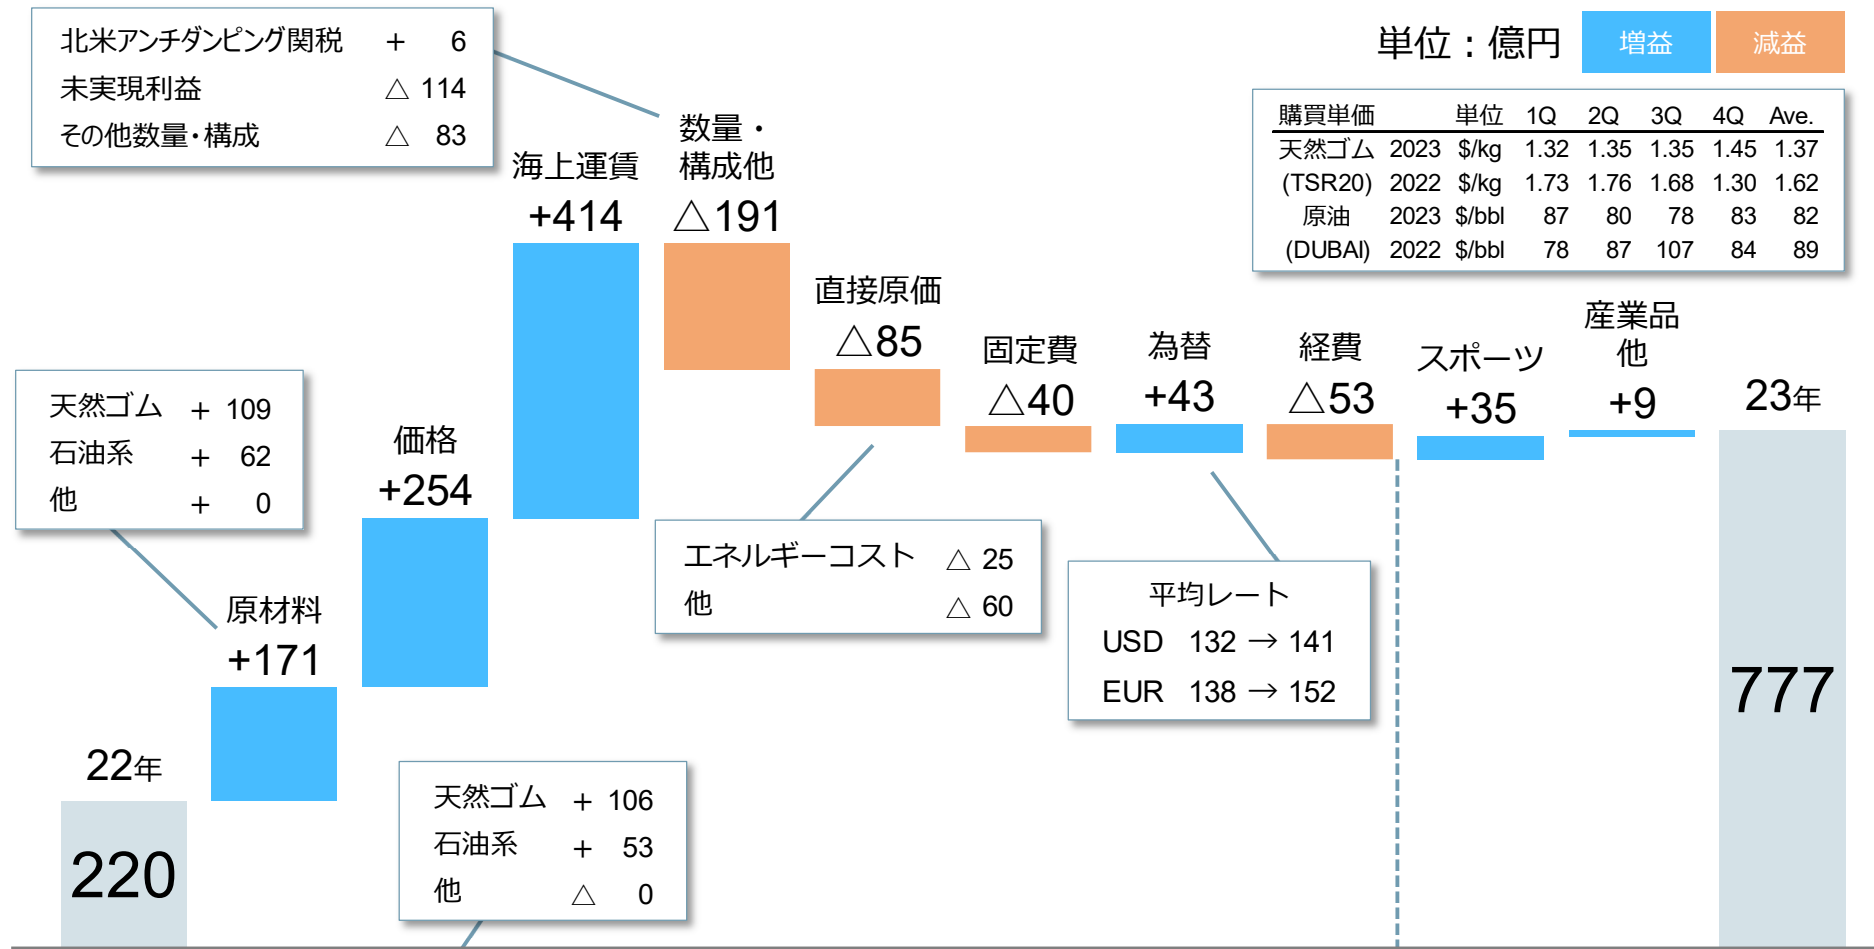 北米アンチダンピング関税 + 6
未実現利益 △ 114
その他数量・構成 △ 83
単位：億円 増益 減益
購買単価 単位 1Q 2Q 3Q 4Q Ave.
天然ゴム 2023 $/kg 1.32 1.35 1.35 1.45 1.37
(TSR20) 2022 $/kg 1.73 1.76 1.68 1.30 1.62
原油 2023 $/bbl 87 80 78 83 82
(DUBAI) 2022 $/bbl 78 87 107 84 89
22年
220
天然ゴム + 109
石油系 + 62
他 + 0
原材料
+171
価格
+254
天然ゴム + 106
石油系 + 53
他 △ 0
海上運賃
+414
数量・
構成他
△191
直接原価
△85
エネルギーコスト △ 25
他 △ 60
固定費
△40
為替
+43
平均レート
USD 132 → 141
EUR 138 → 152
経費
△53
スポーツ
+35
産業品
他
+9
23年
777